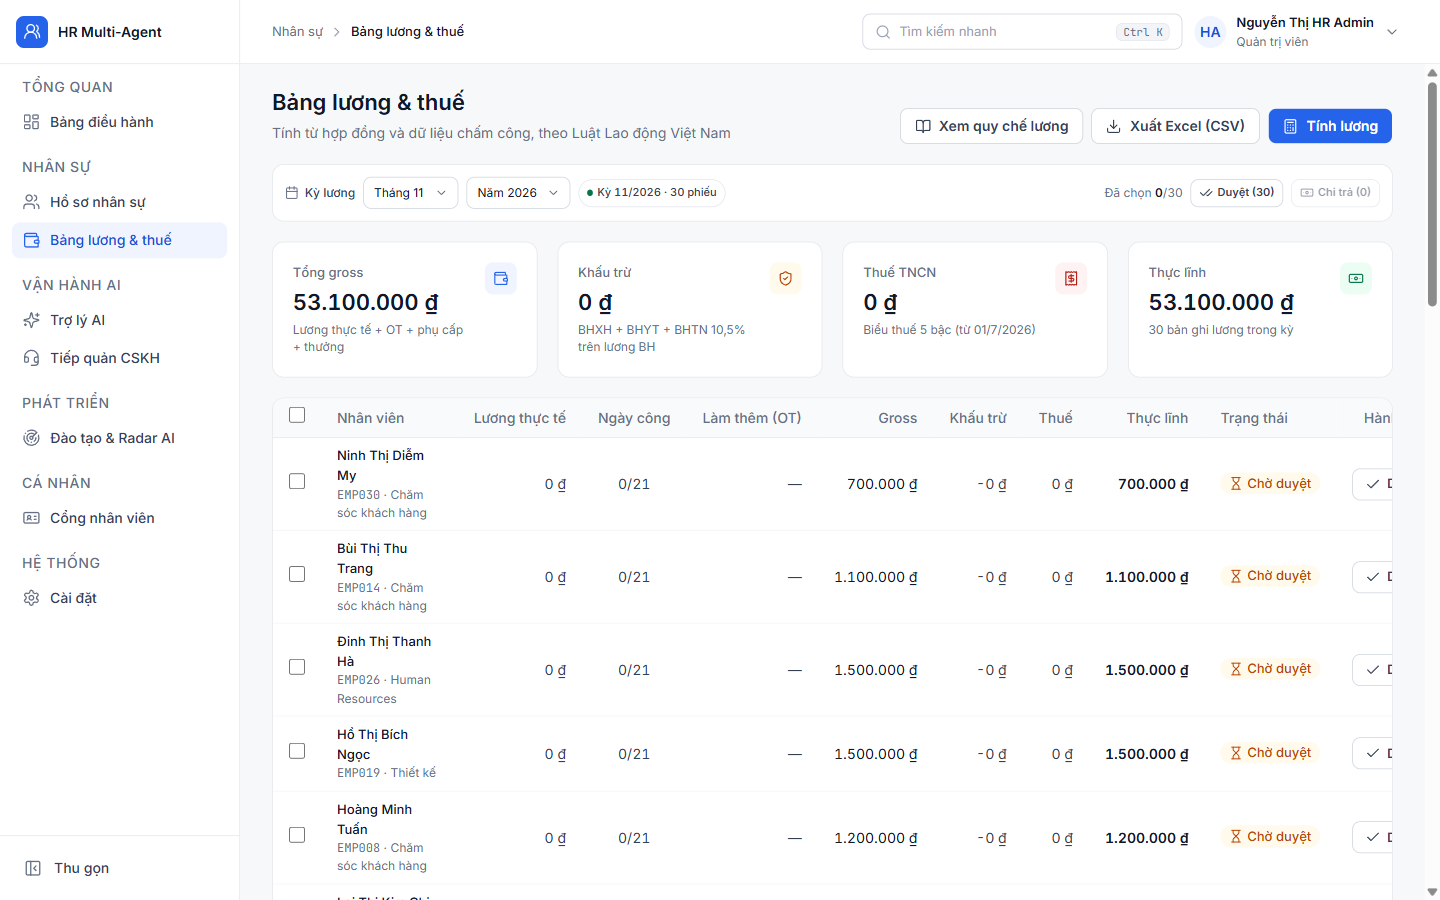 HR Multi-Agent
Nhân sự > Bảng lương & thuế
Tìm kiếm nhanh
Ctrl K
HA
Nguyễn Thị HR Admin
Quản trị viên
TỔNG QUAN
Bảng điều hành
NHÂN SỰ
Hồ sơ nhân sự
Bảng lương & thuế
VẬN HÀNH AI
Trợ lý AI
Tiếp quản CSKH
PHÁT TRIỂN
Đào tạo & Radar AI
CÁ NHÂN
Cổng nhân viên
HỆ THỐNG
Cài đặt
Thu gọn
Bảng lương & thuế
Tính từ hợp đồng và dữ liệu chấm công, theo Luật Lao động Việt Nam
Xem quy chế lương
Xuất Excel (CSV)
Tính lương
Kỳ lương
Tháng 11
Năm 2026
Kỳ 11/2026 · 30 phiếu
Đã chọn 0/30
Duyệt (30)
Chi trả (0)
Tổng gross
53.100.000 ₫
Lương thực tế + OT + phụ cấp
+ thưởng
Khấu trừ
0 ₫
BHXH + BHYT + BHTN 10,5%
trên lương BH
Thuế TNCN
0 ₫
Biểu thuế 5 bậc (từ 01/7/2026)
Thực lĩnh
53.100.000 ₫
30 bản ghi lương trong kỳ
Nhân viên Lương thực tế Ngày công Làm thêm (OT) Gross Khấu trừ Thuế Thực lĩnh Trạng thái Hàn
Ninh Thị Diễm
My
EMP030 · Chăm
sóc khách hàng
0 ₫ 0/21 — 700.000 ₫ -0 ₫ 0 ₫ 700.000 ₫ Chờ duyệt
Bùi Thị Thu
Trang
EMP014 · Chăm
sóc khách hàng
0 ₫ 0/21 — 1.100.000 ₫ -0 ₫ 0 ₫ 1.100.000 ₫ Chờ duyệt
Đinh Thị Thanh
Hà
EMP026 · Human
Resources
0 ₫ 0/21 — 1.500.000 ₫ -0 ₫ 0 ₫ 1.500.000 ₫ Chờ duyệt
Hồ Thị Bích
Ngọc
EMP019 · Thiết kế
0 ₫ 0/21 — 1.500.000 ₫ -0 ₫ 0 ₫ 1.500.000 ₫ Chờ duyệt
Hoàng Minh
Tuấn
EMP008 · Chăm
sóc khách hàng
0 ₫ 0/21 — 1.200.000 ₫ -0 ₫ 0 ₫ 1.200.000 ₫ Chờ duyệt